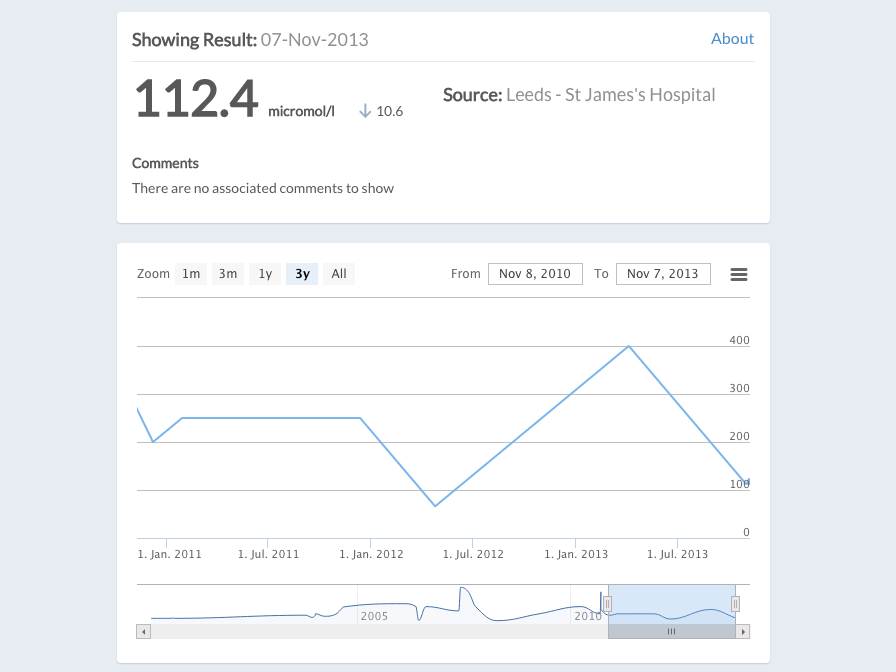 Showing Result: 07-Nov-2013 About
112.4 micromol/l 10.6 Source: Leeds - St James's Hospital
Comments
There are no associated comments to show
Zoom 1m 3m 1y 3y All From Nov 8, 2010 To Nov 7, 2013
400
300
200
100
0
1. Jan. 2011 1. Jul. 2011 1. Jan. 2012 1. Jul. 2012 1. Jan. 2013 1. Jul. 2013
2005 2010